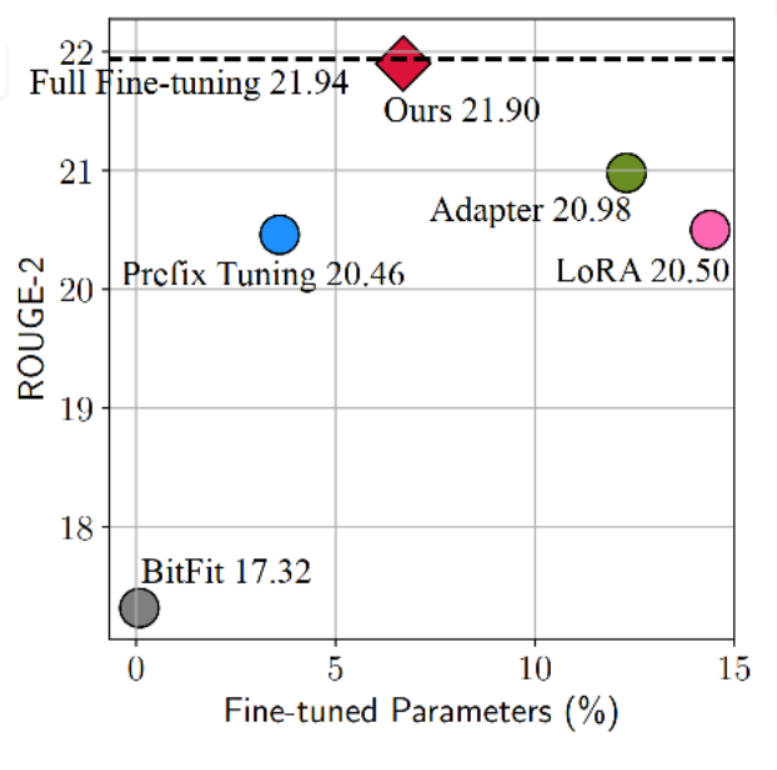 22
Full Fine-tuning 21.94
Ours 21.90
21
Adapter 20.98
Prefix Tuning 20.46
LoRA 20.50
20
ROUGE-2
19
18
BitFit 17.32
0 5 10 15
Fine-tuned Parameters (%)